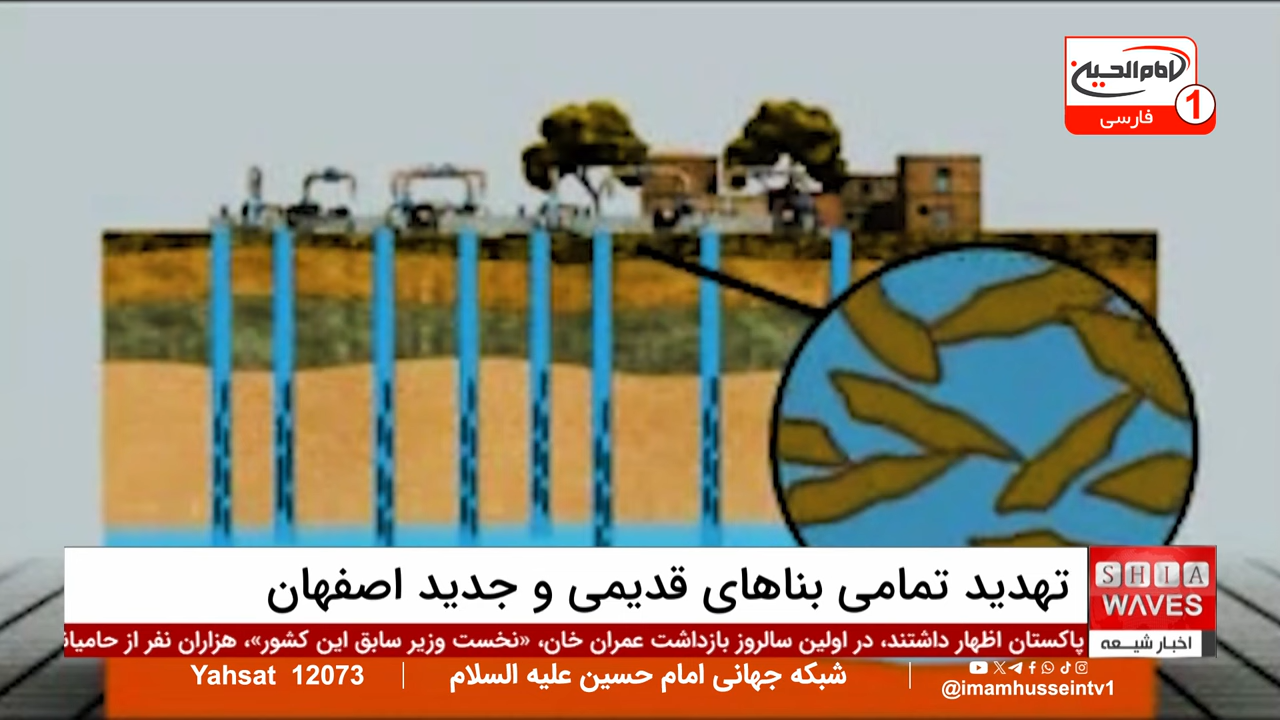 امام الحسین
1
فارسی
تهدید تمامی بناهای قدیمی و جدید اصفهان
SHIA
WAVES
اخبار شیعه
پاکستان اظهار داشتند، در اولین سالروز بازداشت عمران خان، «نخست وزیر سابق این کشور»، هزاران نفر از
Yahsat 12073
شبکه جهانی امام حسین علیه السلام
@imamhusseintv1